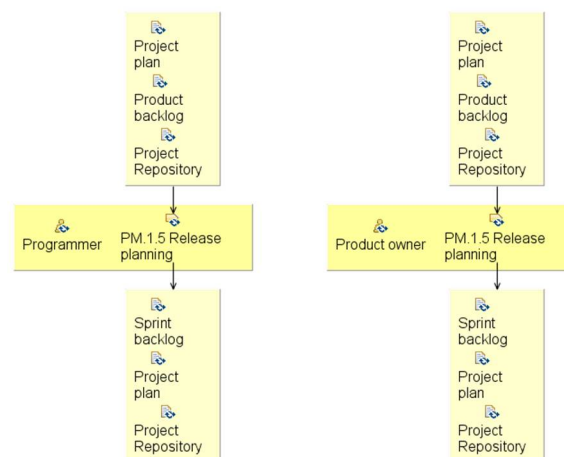 Project
plan
Product
backlog
Project
Repository
Programmer
PM.1.5 Release
planning
Sprint
backlog
Project
plan
Project
Repository
Project
plan
Product
backlog
Project
Repository
Product owner
PM.1.5 Release
planning
Sprint
backlog
Project
plan
Project
Repository